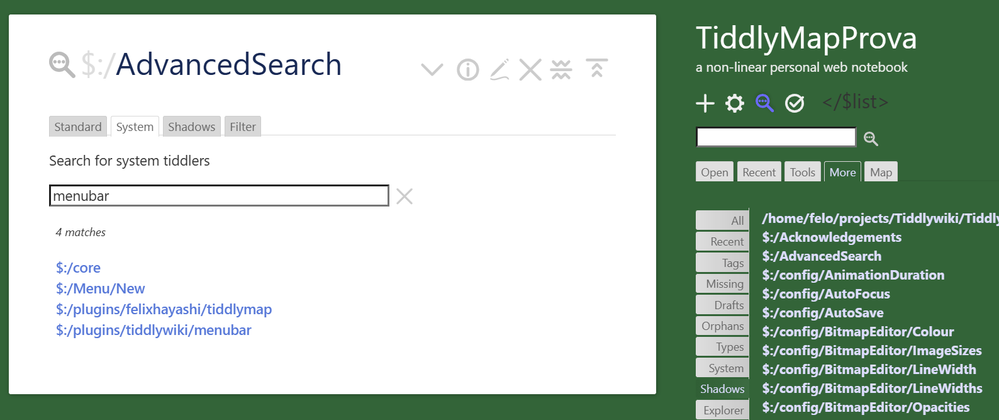 $:/AdvancedSearch
Standard
System
Shadows
Filter
Search for system tiddlers
menubar
4 matches
$:/core
$:/Menu/New
$:/plugins/felixhayashi/tiddlymap
$:/plugins/tiddlywiki/menubar
TiddlyMapProva
a non-linear personal web notebook
</$list>
Open
Recent
Tools
More
Map
All
Recent
Tags
Missing
Drafts
Orphans
Types
System
Shadows
Explorer
/home/felo/projects/Tiddlywiki/Tiddly
$:/Acknowledgements
$:/AdvancedSearch
$:/config/AnimationDuration
$:/config/AutoFocus
$:/config/AutoSave
$:/config/BitmapEditor/Colour
$:/config/BitmapEditor/ImageSizes
$:/config/BitmapEditor/LineWidth
$:/config/BitmapEditor/LineWidths
$:/config/BitmapEditor/Opacities